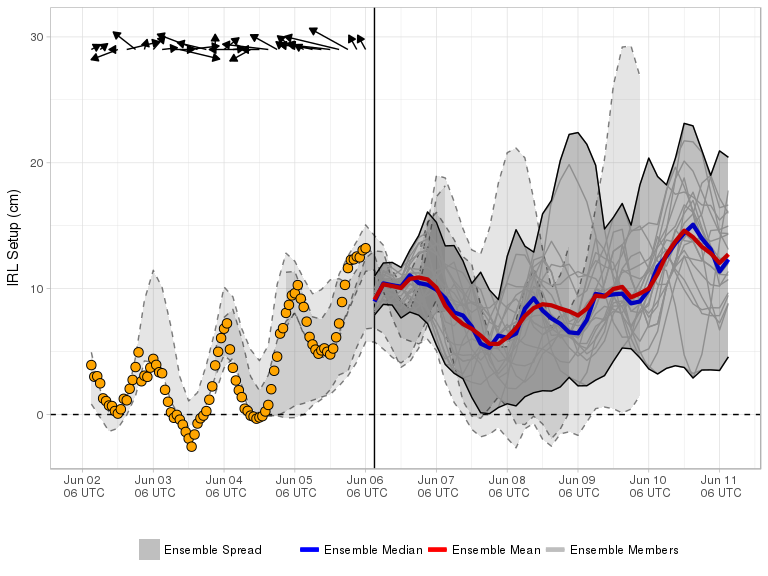 30
20
10
0
IRL Setup (cm)
Jun 02 Jun 03 Jun 04 Jun 05 Jun 06 Jun 07 Jun 08 Jun 09 Jun 10 Jun 11
06 UTC 06 UTC 06 UTC 06 UTC 06 UTC 06 UTC 06 UTC 06 UTC 06 UTC 06 UTC
Ensemble Spread Ensemble Median Ensemble Mean Ensemble Members